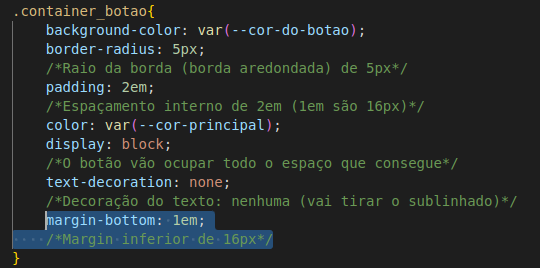 .container_botao{
background-color: var(--cor-do-botao);
border-radius: 5px;
/*Raio da borda (borda aredondada) de 5px*/
padding: 2em;
/*Espaçamento interno de 2em (1em são 16px)*/
color: var(--cor-principal);
display: block;
/*O botão vão ocupar todo o espaço que consegue*/
text-decoration: none;
/*Decoração do texto: nenhuma (vai tirar o sublinhado)*/
margin-bottom: 1em;
/*Margin inferior de 16px*/
}